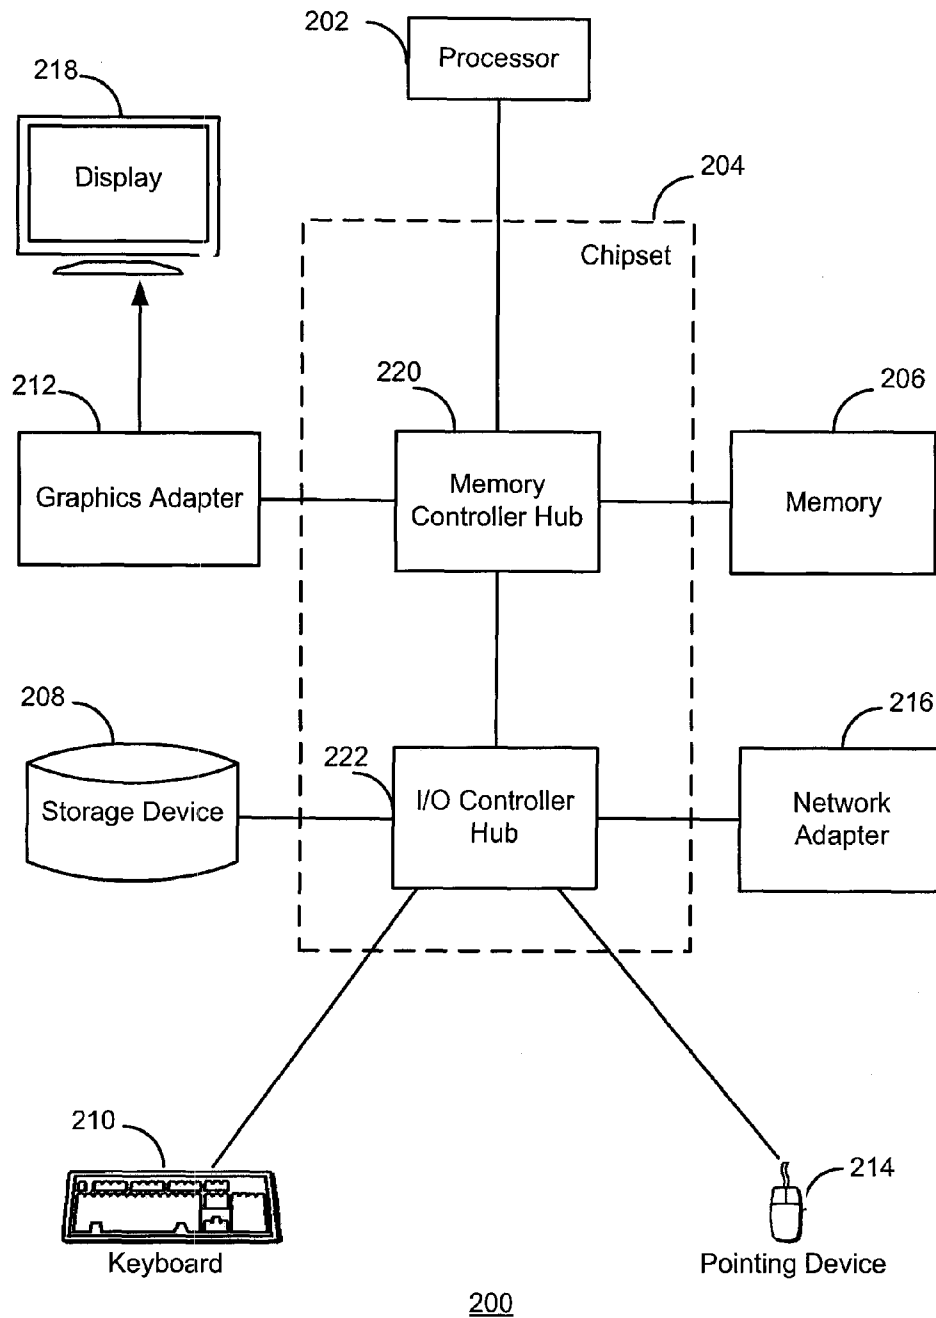 202
Processor
218
Display
204
Chipset
220
206
212
Graphics Adapter
Memory
Controller Hub
Memory
208
216
222
Storage Device
I/O Controller
Hub
Network
Adapter
210
214
Keyboard
Pointing Device
200